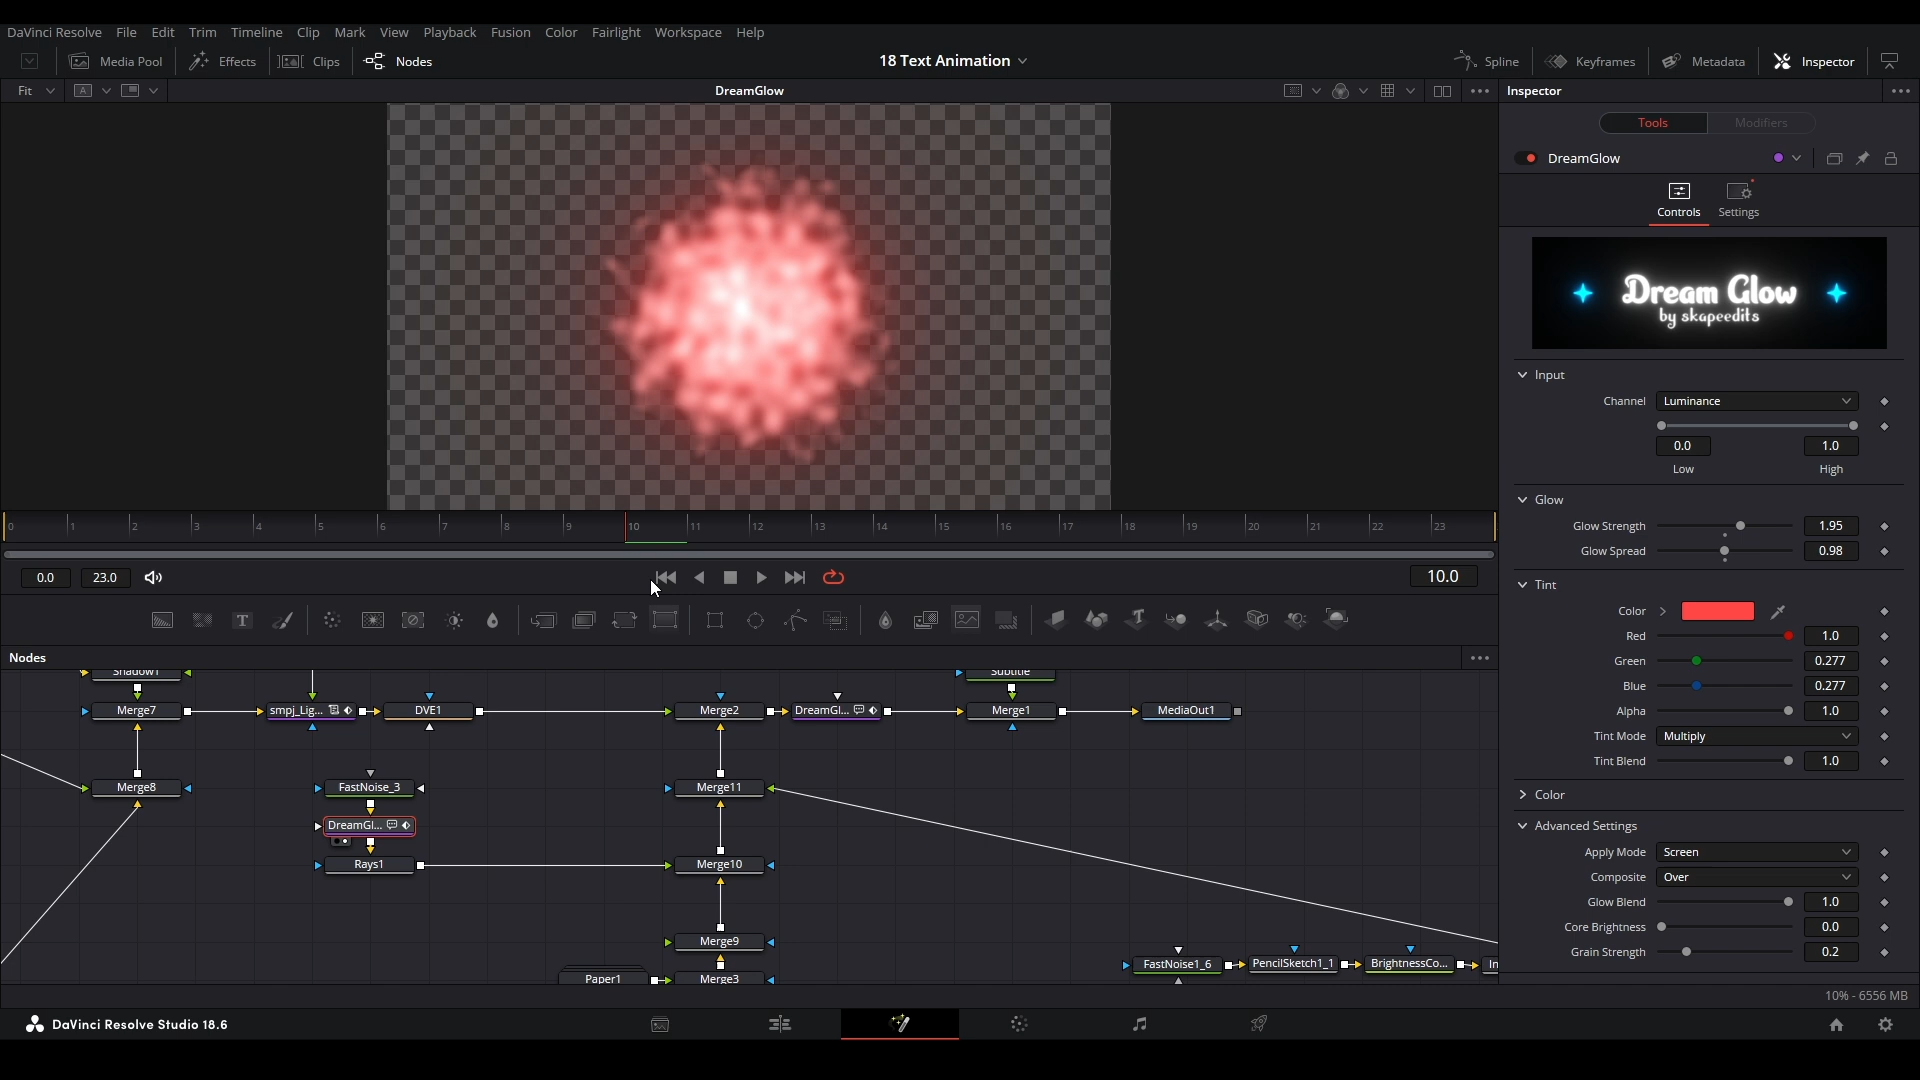 DaVinci Resolve File Edit Trim Timeline Clip Mark View Playback Fusion Color Fairlight Workspace Help
Media Pool Effects Clips Nodes 18 Text Animation Spline Keyframes Metadata Inspector
Fit A DreamGlow Inspector
Tools Modifiers
DreamGlow
Controls Settings
Dream Glow
by skapeedits
Input
Channel Luminance
0.0 1.0
Low High
Glow
Glow Strength 1.95
Glow Spread 0.98
Tint
Color
Red 1.0
Green 0.277
Blue 0.277
Alpha 1.0
Tint Mode Multiply
Tint Blend 1.0
Color
Advanced Settings
Apply Mode Screen
Composite Over
Glow Blend 1.0
Core Brightness 0.0
Grain Strength 0.2
0 1 2 3 4 5 6 7 8 9 10 11 12 13 14 15 16 17 18 19 20 21 22 23
0.0 23.0 10.0
Nodes
Shadow1 Subtitle
Merge7 smpj_Lig... DVE1 Merge2 DreamGl... Merge1 MediaOut1
Merge8 FastNoise_3 Merge11
DreamGl...
Rays1 Merge10
Merge9
FastNoise1_6 PencilSketch1_1 BrightnessCo... In
Paper1 Merge3
10% - 6556 MB
DaVinci Resolve Studio 18.6